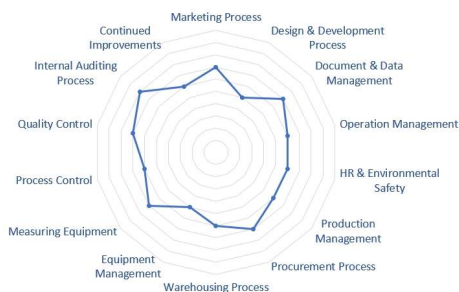 Marketing Process
Design & Development
Process
Document & Data
Management
Operation Management
HR & Environmental
Safety
Production
Management
Procurement Process
Warehousing Process
Equipment
Management
Measuring Equipment
Process Control
Quality Control
Internal Auditing
Process
Continued
Improvements